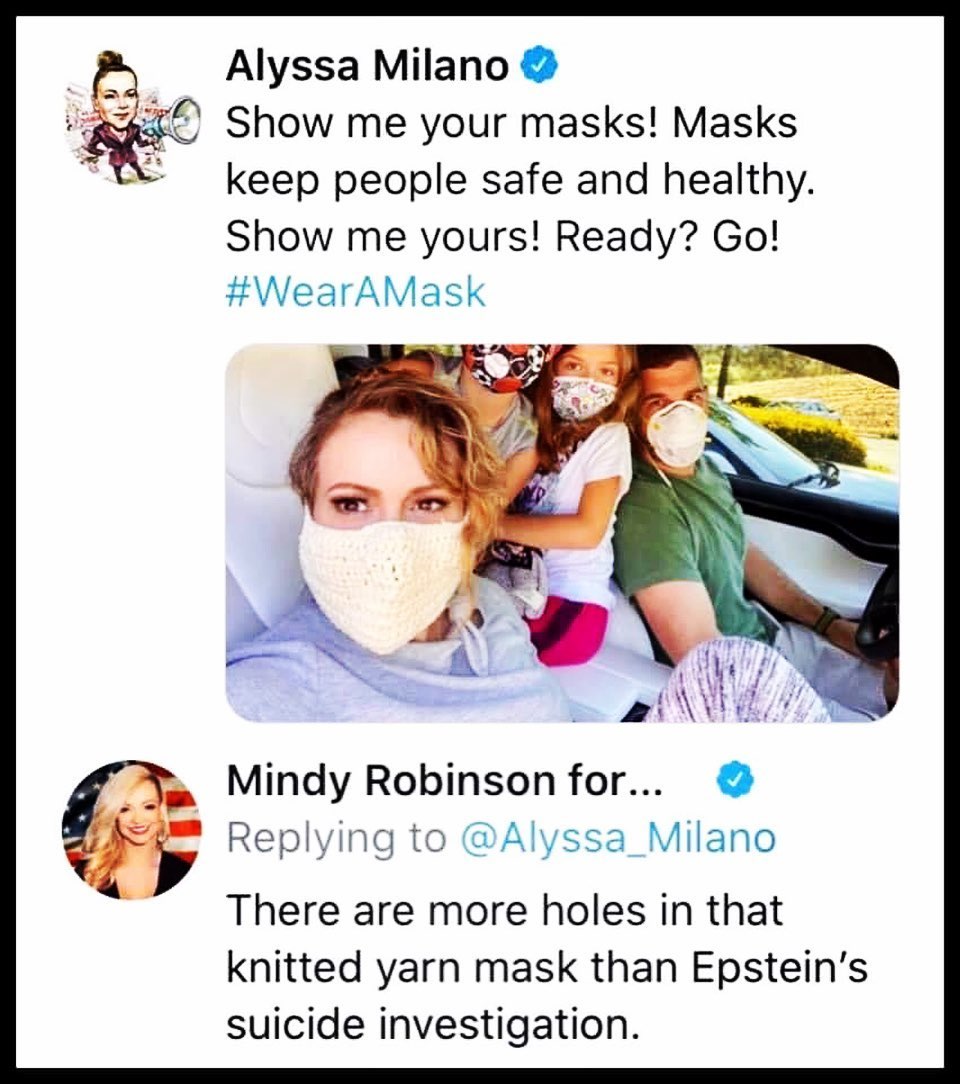 Alyssa Milano
Show me your masks! Masks
keep people safe and healthy.
Show me yours! Ready? Go!
#WearAMask
Mindy Robinson for...
Replying to @Alyssa_Milano
There are more holes in that
knitted yarn mask than Epstein’s
suicide investigation.